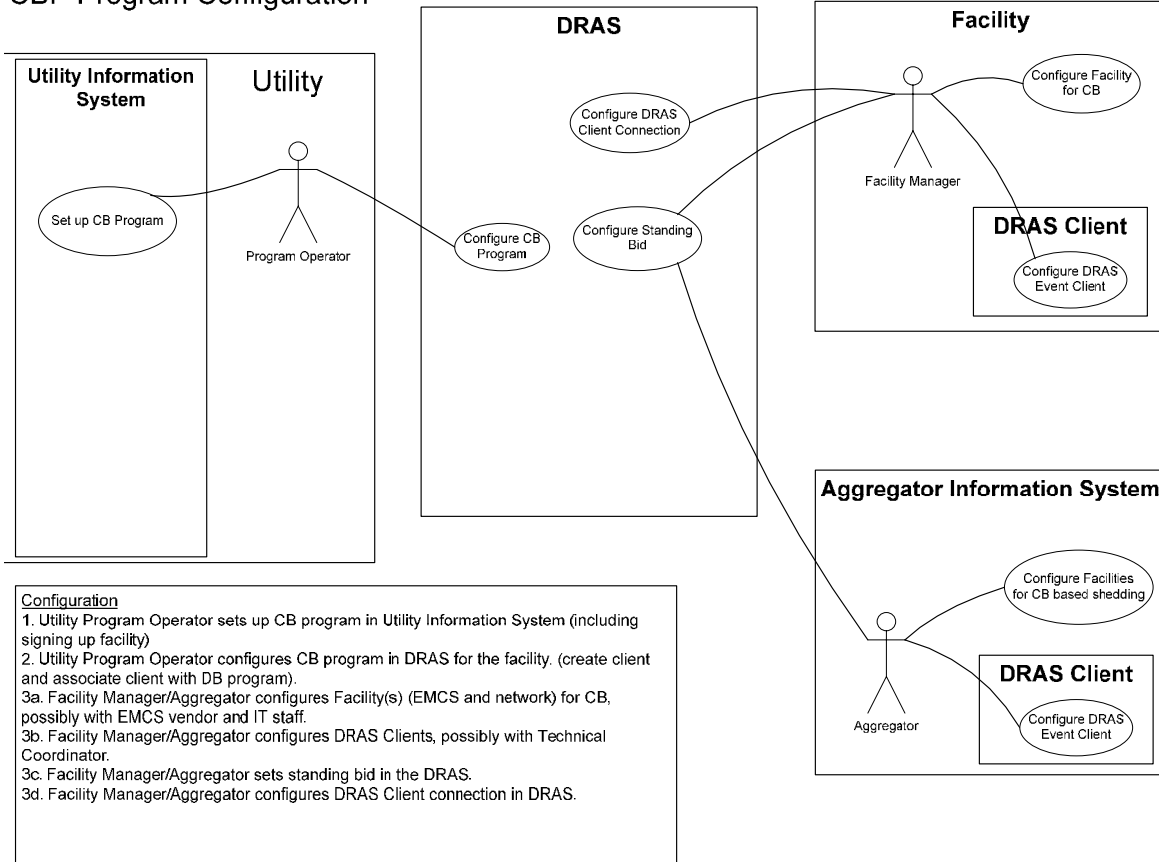 CBP Program Configuration
DRAS
Facility
Utility Information
System
Utility
Configure Facility
for CB
Configure DRAS
Client Connection
Facility Manager
Set up CB Program
Configure Standing
Bid
DRAS Client
Configure CB
Program
Program Operator
Configure DRAS
Event Client
Aggregator Information System
Configure Facilities
for CB based shedding
DRAS Client
Aggregator
Configure DRAS
Event Client
Configuration
1. Utility Program Operator sets up CB program in Utility Information System (including
signing up facility)
2. Utility Program Operator configures CB program in DRAS for the facility. (create client
and associate client with DB program).
3a. Facility Manager/Aggregator configures Facility(s) (EMCS and network) for CB,
possibly with EMCS vendor and IT staff.
3b. Facility Manager/Aggregator configures DRAS Clients, possibly with Technical
Coordinator.
3c. Facility Manager/Aggregator sets standing bid in the DRAS.
3d. Facility Manager/Aggregator configures DRAS Client connection in DRAS.